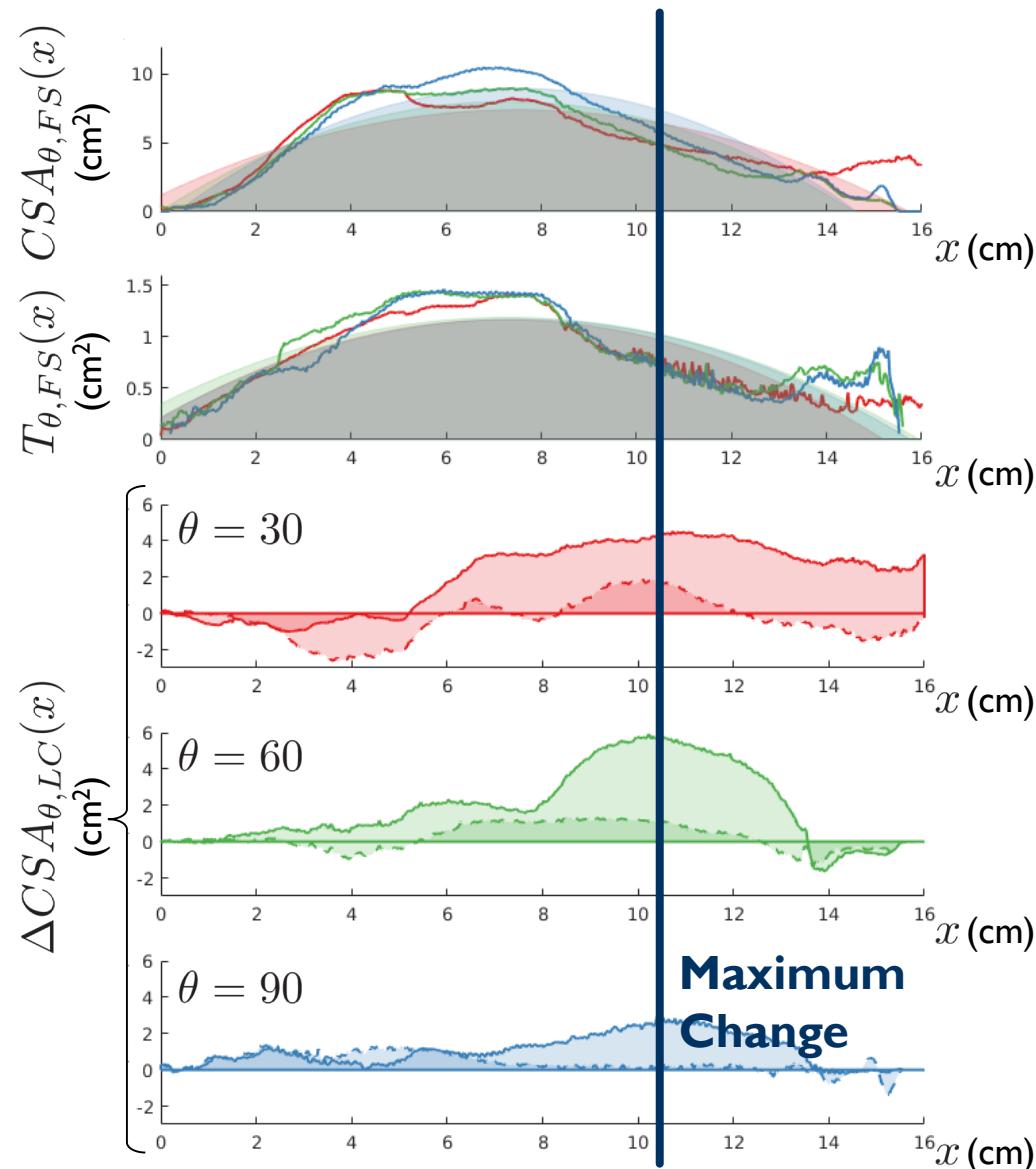 CSA_{θ,FS}(x)
(cm²)
10
5
0
0 2 4 6 8 10 12 14 16
x (cm)
T_{θ,FS}(x)
(cm²)
1.5
1
0.5
0
0 2 4 6 8 10 12 14 16
x (cm)
ΔCSA_{θ,LC}(x)
(cm²)
θ = 30
6
4
2
0
-2
0 2 4 6 8 10 12 14 16
x (cm)
θ = 60
6
4
2
0
-2
0 2 4 6 8 10 12 14 16
x (cm)
θ = 90
6
4
2
0
-2
Maximum
Change
0 2 4 6 8 10 12 14 16
x (cm)